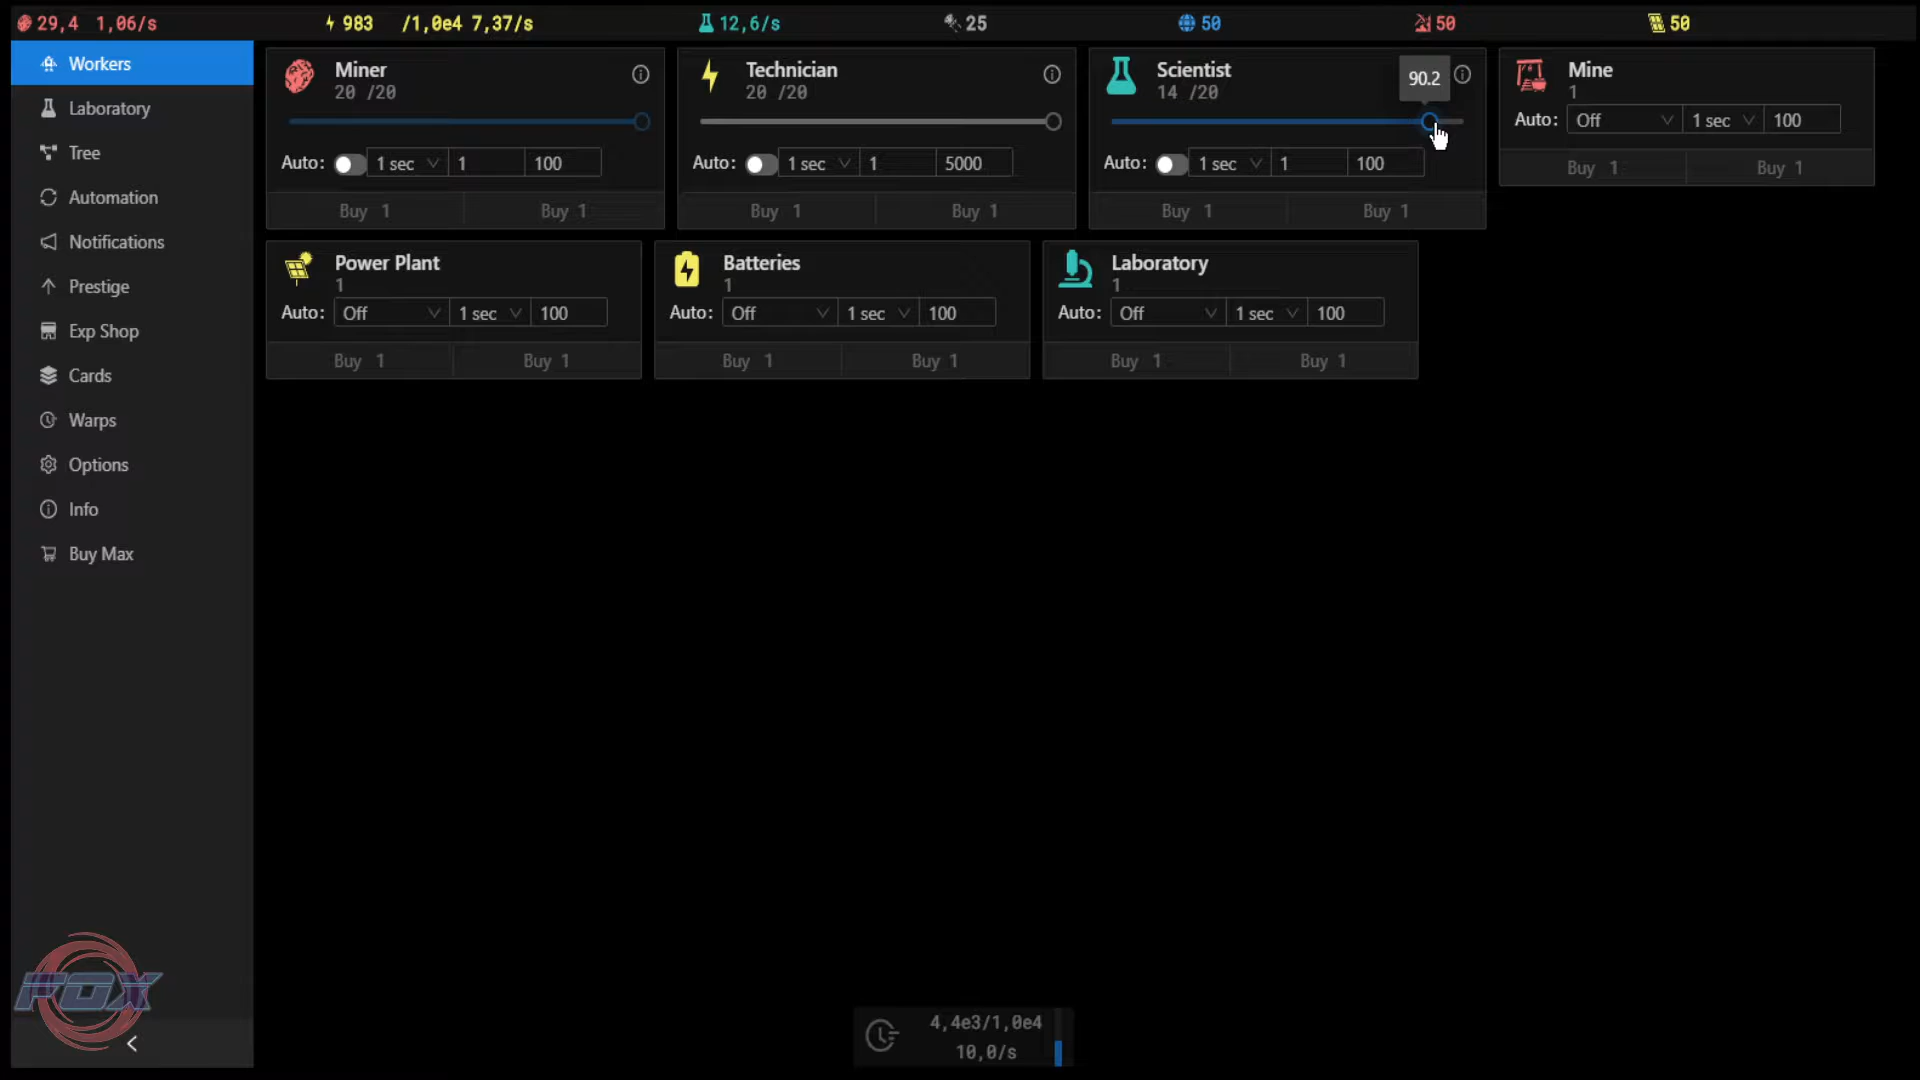 29,4 1,06/s 983 /1,0e4 7,37/s 12,6/s 25 50 50 50
Workers
Laboratory
Tree
Automation
Notifications
Prestige
Exp Shop
Cards
Warps
Options
Info
Buy Max
Miner
20 /20
Auto: 1 sec 1 100
Buy 1 Buy 1
Technician
20 /20
Auto: 1 sec 1 5000
Buy 1 Buy 1
Scientist
14 /20
90.2
Auto: 1 sec 1 100
Buy 1 Buy 1
Mine
1
Auto: Off 1 sec 100
Buy 1 Buy 1
Power Plant
1
Auto: Off 1 sec 100
Buy 1 Buy 1
Batteries
1
Auto: Off 1 sec 100
Buy 1 Buy 1
Laboratory
1
Auto: Off 1 sec 100
Buy 1 Buy 1
FOX
4,4e3/1,0e4
10,0/s